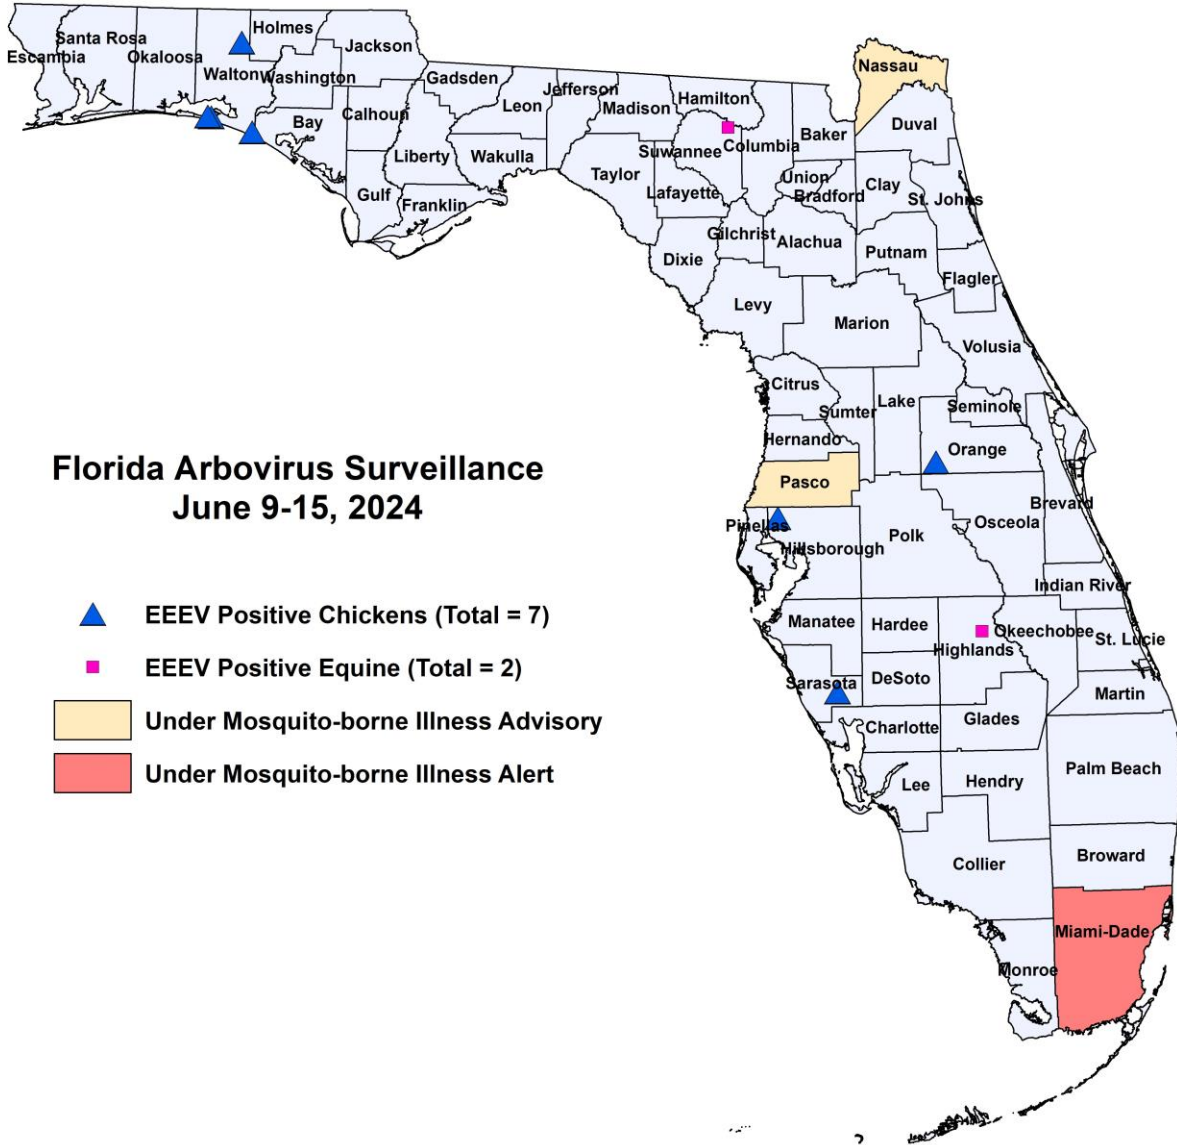 Holmes
Santa Rosa
Jackson
Escambia
Okaloosa
Walton
Washington
Nassau
Gadsden
Jefferson
Leon
Madison
Hamilton
Calhoun
Bay
Duval
Baker
Columbia
Suwannee
Liberty
Wakulla
Taylor
Union
Clay
Lafayette
Bradford
St. Johns
Gulf
Franklin
Gilchrist
Alachua
Putnam
Dixie
Flagler
Levy
Marion
Volusia
Citrus
Lake
Seminole
Sumter
Hernando
Orange
Florida Arbovirus Surveillance
June 9-15, 2024
Pasco
Brevard
Pinellas
Osceola
Polk
Hillsborough
Indian River
EEEV Positive Chickens (Total = 7)
Manatee
Hardee
Okeechobee
St. Lucie
Highlands
EEEV Positive Equine (Total = 2)
DeSoto
Sarasota
Martin
Under Mosquito-borne Illness Advisory
Glades
Charlotte
Under Mosquito-borne Illness Alert
Palm Beach
Hendry
Lee
Broward
Collier
Miami-Dade
Monroe